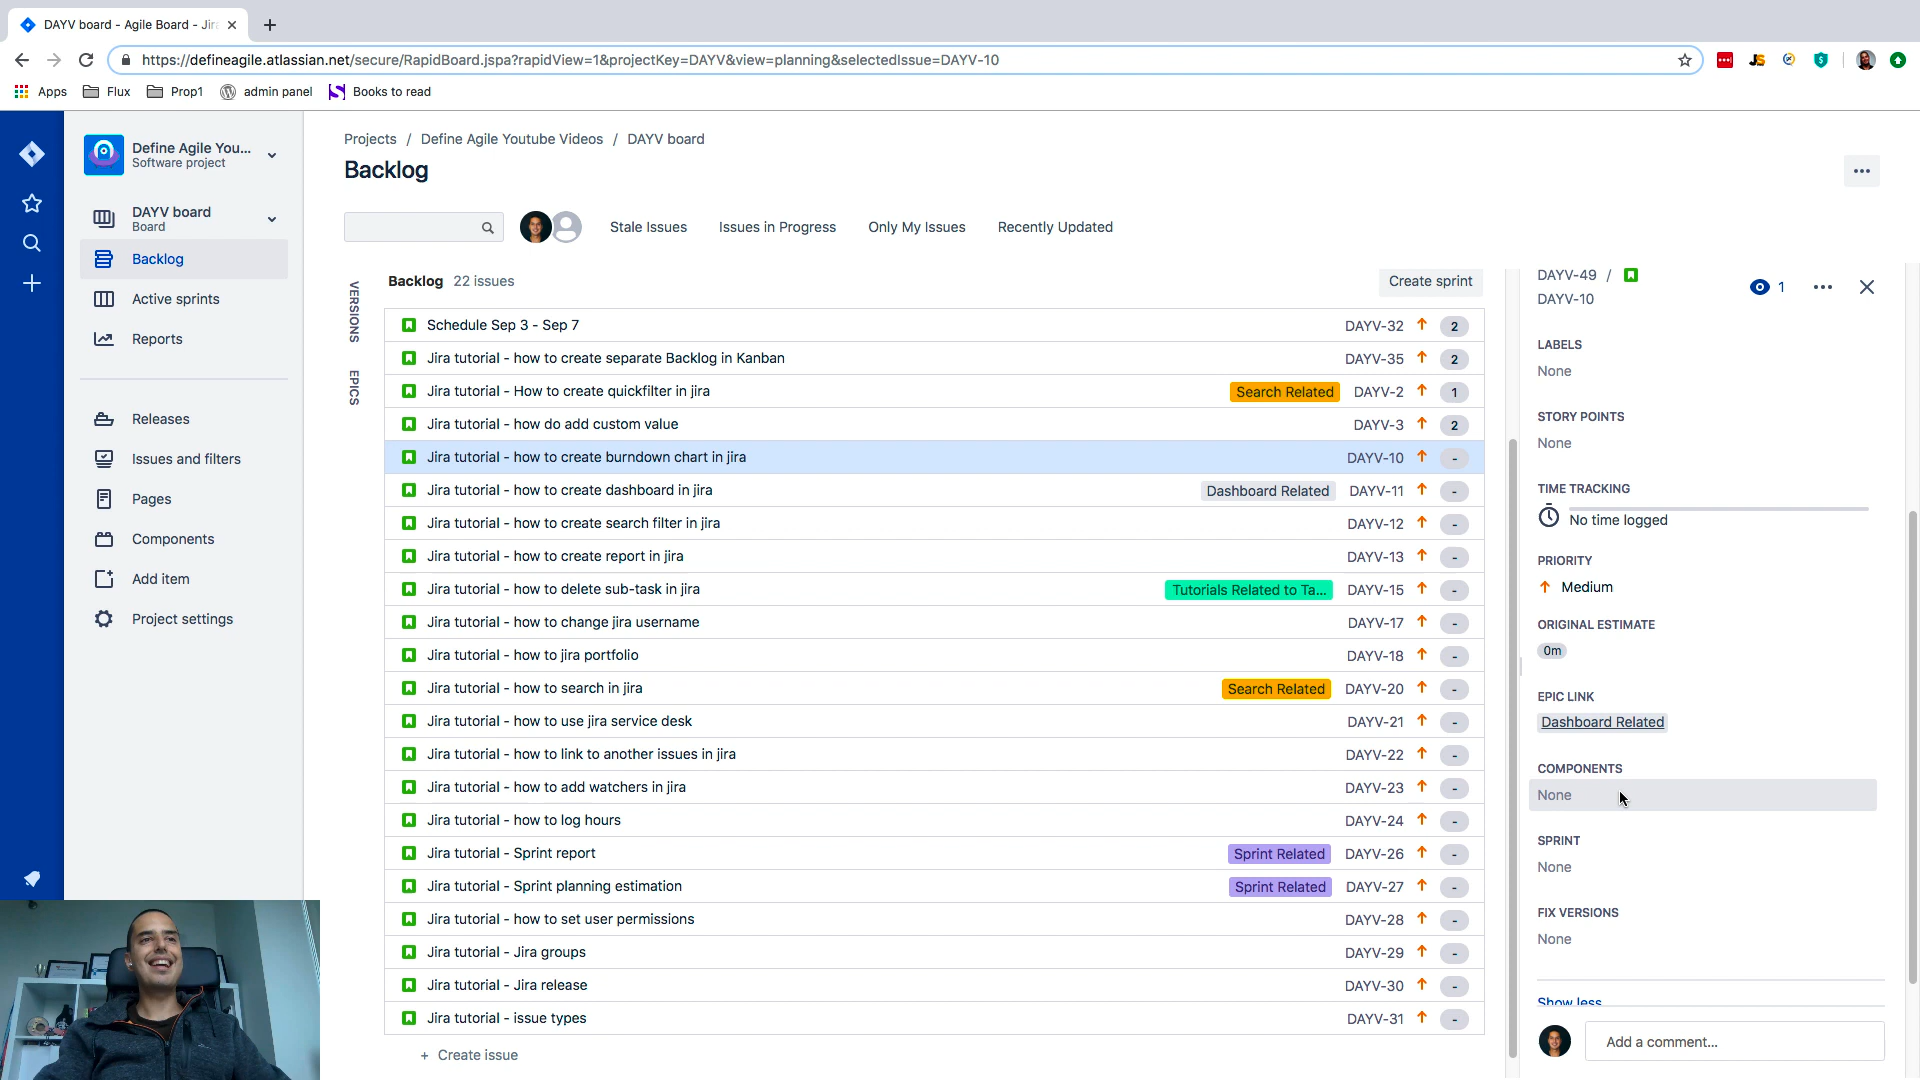 DAYV board - Agile Board - Jir
https://defineagile.atlassian.net/secure/RapidBoard.jspa?rapidView=1&projectKey=DAYV&view=planning&selectedIssue=DAYV-10
JS
Apps
Flux
Prop1
admin panel
Books to read
Define Agile You...
Software project
DAYV board
Board
Backlog
Active sprints
Reports
Releases
Issues and filters
Pages
Components
Add item
Project settings
Projects / Define Agile Youtube Videos / DAYV board
Backlog
Stale Issues
Issues in Progress
Only My Issues
Recently Updated
VERSIONS
EPICS
Backlog 22 issues
Create sprint
Schedule Sep 3 - Sep 7 DAYV-32 2
Jira tutorial - how to create separate Backlog in Kanban DAYV-35 2
Jira tutorial - How to create quickfilter in jira Search Related DAYV-2 1
Jira tutorial - how do add custom value DAYV-3 2
Jira tutorial - how to create burndown chart in jira DAYV-10 -
Jira tutorial - how to create dashboard in jira Dashboard Related DAYV-11 -
Jira tutorial - how to create search filter in jira DAYV-12 -
Jira tutorial - how to create report in jira DAYV-13 -
Jira tutorial - how to delete sub-task in jira Tutorials Related to Ta... DAYV-15 -
Jira tutorial - how to change jira username DAYV-17 -
Jira tutorial - how to jira portfolio DAYV-18 -
Jira tutorial - how to search in jira Search Related DAYV-20 -
Jira tutorial - how to use jira service desk DAYV-21 -
Jira tutorial - how to link to another issues in jira DAYV-22 -
Jira tutorial - how to add watchers in jira DAYV-23 -
Jira tutorial - how to log hours DAYV-24 -
Jira tutorial - Sprint report Sprint Related DAYV-26 -
Jira tutorial - Sprint planning estimation Sprint Related DAYV-27 -
Jira tutorial - how to set user permissions DAYV-28 -
Jira tutorial - Jira groups DAYV-29 -
Jira tutorial - Jira release DAYV-30 -
Jira tutorial - issue types DAYV-31 -
+ Create issue
DAYV-49 /
DAYV-10
1
LABELS
None
STORY POINTS
None
TIME TRACKING
No time logged
PRIORITY
Medium
ORIGINAL ESTIMATE
0m
EPIC LINK
Dashboard Related
COMPONENTS
None
SPRINT
None
FIX VERSIONS
None
Show less
Add a comment...